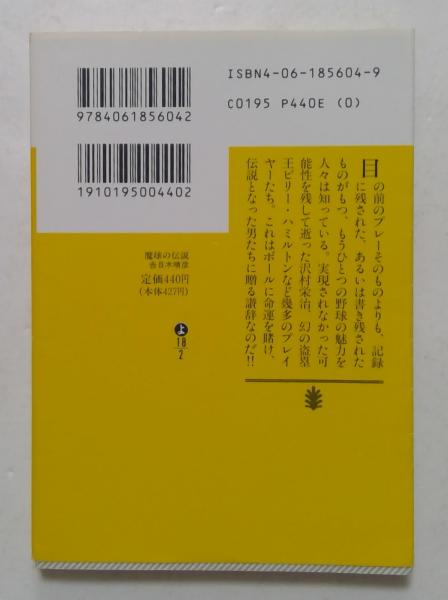 ISBN4-06-185604-9
C0195 P440E (0)
9784061856042
1910195004402
目の前のプレーそのものよりも、記録
に残された、あるいは書き残された
ものがもつ、もうひとつの野球の魅力を
人々は知っている。実現されなかった可
能性を残して逝った沢村栄治、幻の盗塁
王ビリー・ハミルトンなど幾多のプレイ
ヤーたち。これはボールに命運を賭け、
伝説となった男たちに贈る讃辞なのだ!!
魔球の伝説
吉目木晴彦
定価440円
(本体427円)
よ
18
2